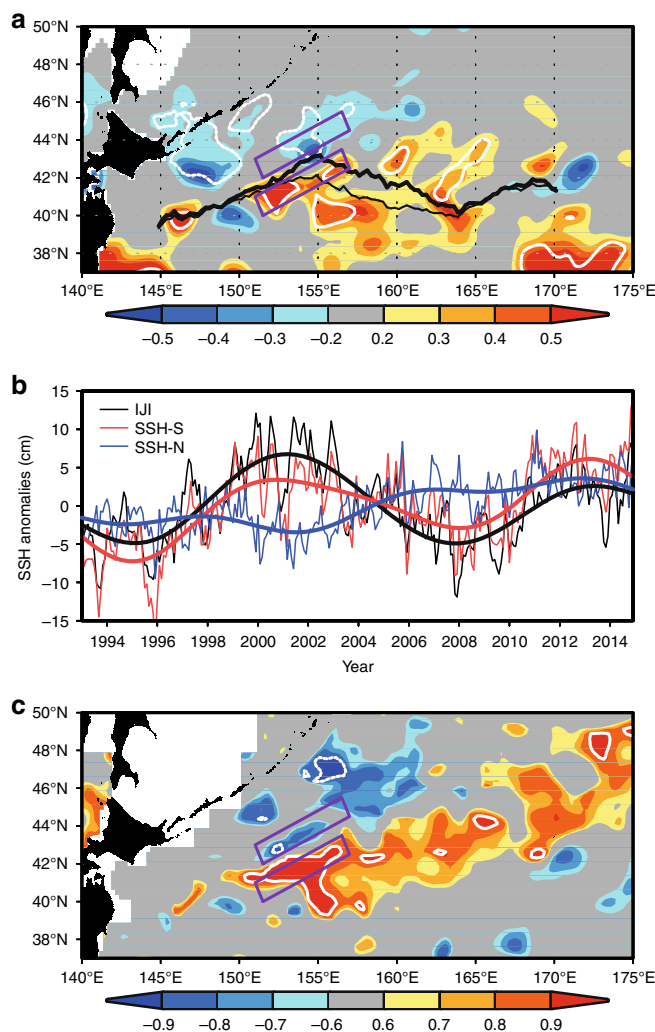 a
50°N
48°N
46°N
44°N
42°N
40°N
38°N
140°E 145°E 150°E 155°E 160°E 165°E 170°E 175°E
−0.5 −0.4 −0.3 −0.2 0.2 0.3 0.4 0.5
b
15
10
5
0
−5
−10
−15
SSH anomalies (cm)
IJI
SSH-S
SSH-N
1994 1996 1998 2000 2002 2004 2006 2008 2010 2012 2014
Year
c
50°N
48°N
46°N
44°N
42°N
40°N
38°N
140°E 145°E 150°E 155°E 160°E 165°E 170°E 175°E
−0.9 −0.8 −0.7 −0.6 0.6 0.7 0.8 0.9